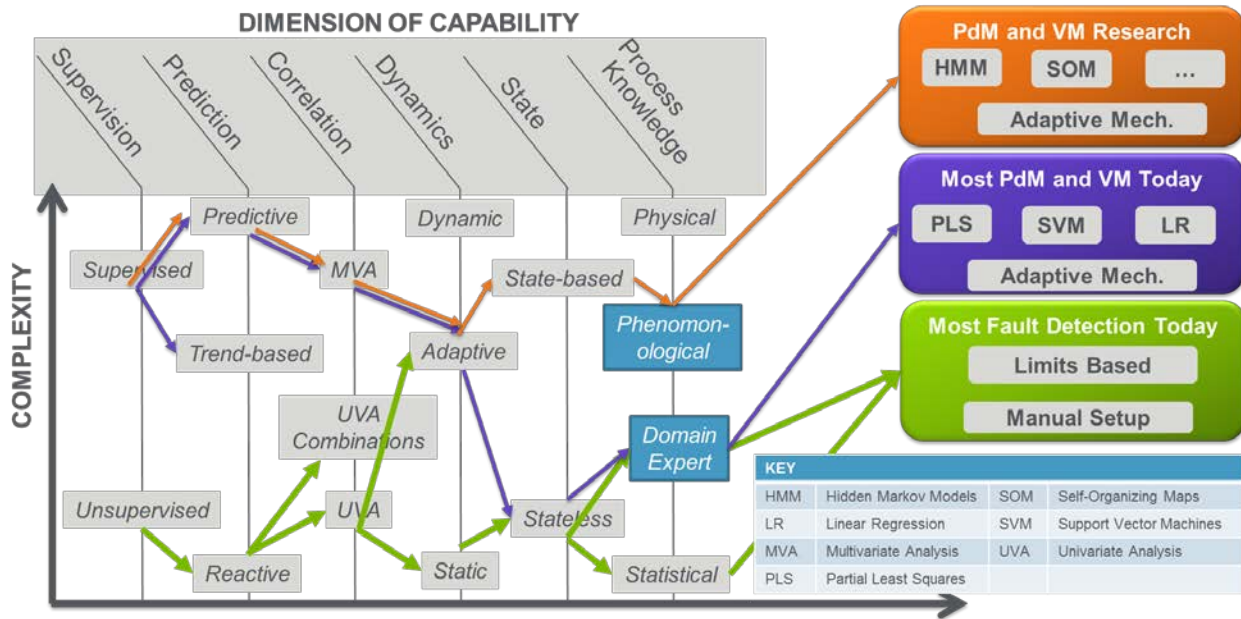 DIMENSION OF CAPABILITY
Supervision
Prediction
Correlation
Dynamics
State
Process
Knowledge
COMPLEXITY
Predictive
Dynamic
Physical
Supervised
MVA
State-based
Trend-based
Adaptive
Phenomon-
ological
UVA
Combinations
Domain
Expert
Unsupervised
UVA
Stateless
Reactive
Static
Statistical
PdM and VM Research
HMM SOM ...
Adaptive Mech.
Most PdM and VM Today
PLS SVM LR
Adaptive Mech.
Most Fault Detection Today
Limits Based
Manual Setup
KEY
HMM Hidden Markov Models SOM Self-Organizing Maps
LR Linear Regression SVM Support Vector Machines
MVA Multivariate Analysis UVA Univariate Analysis
PLS Partial Least Squares